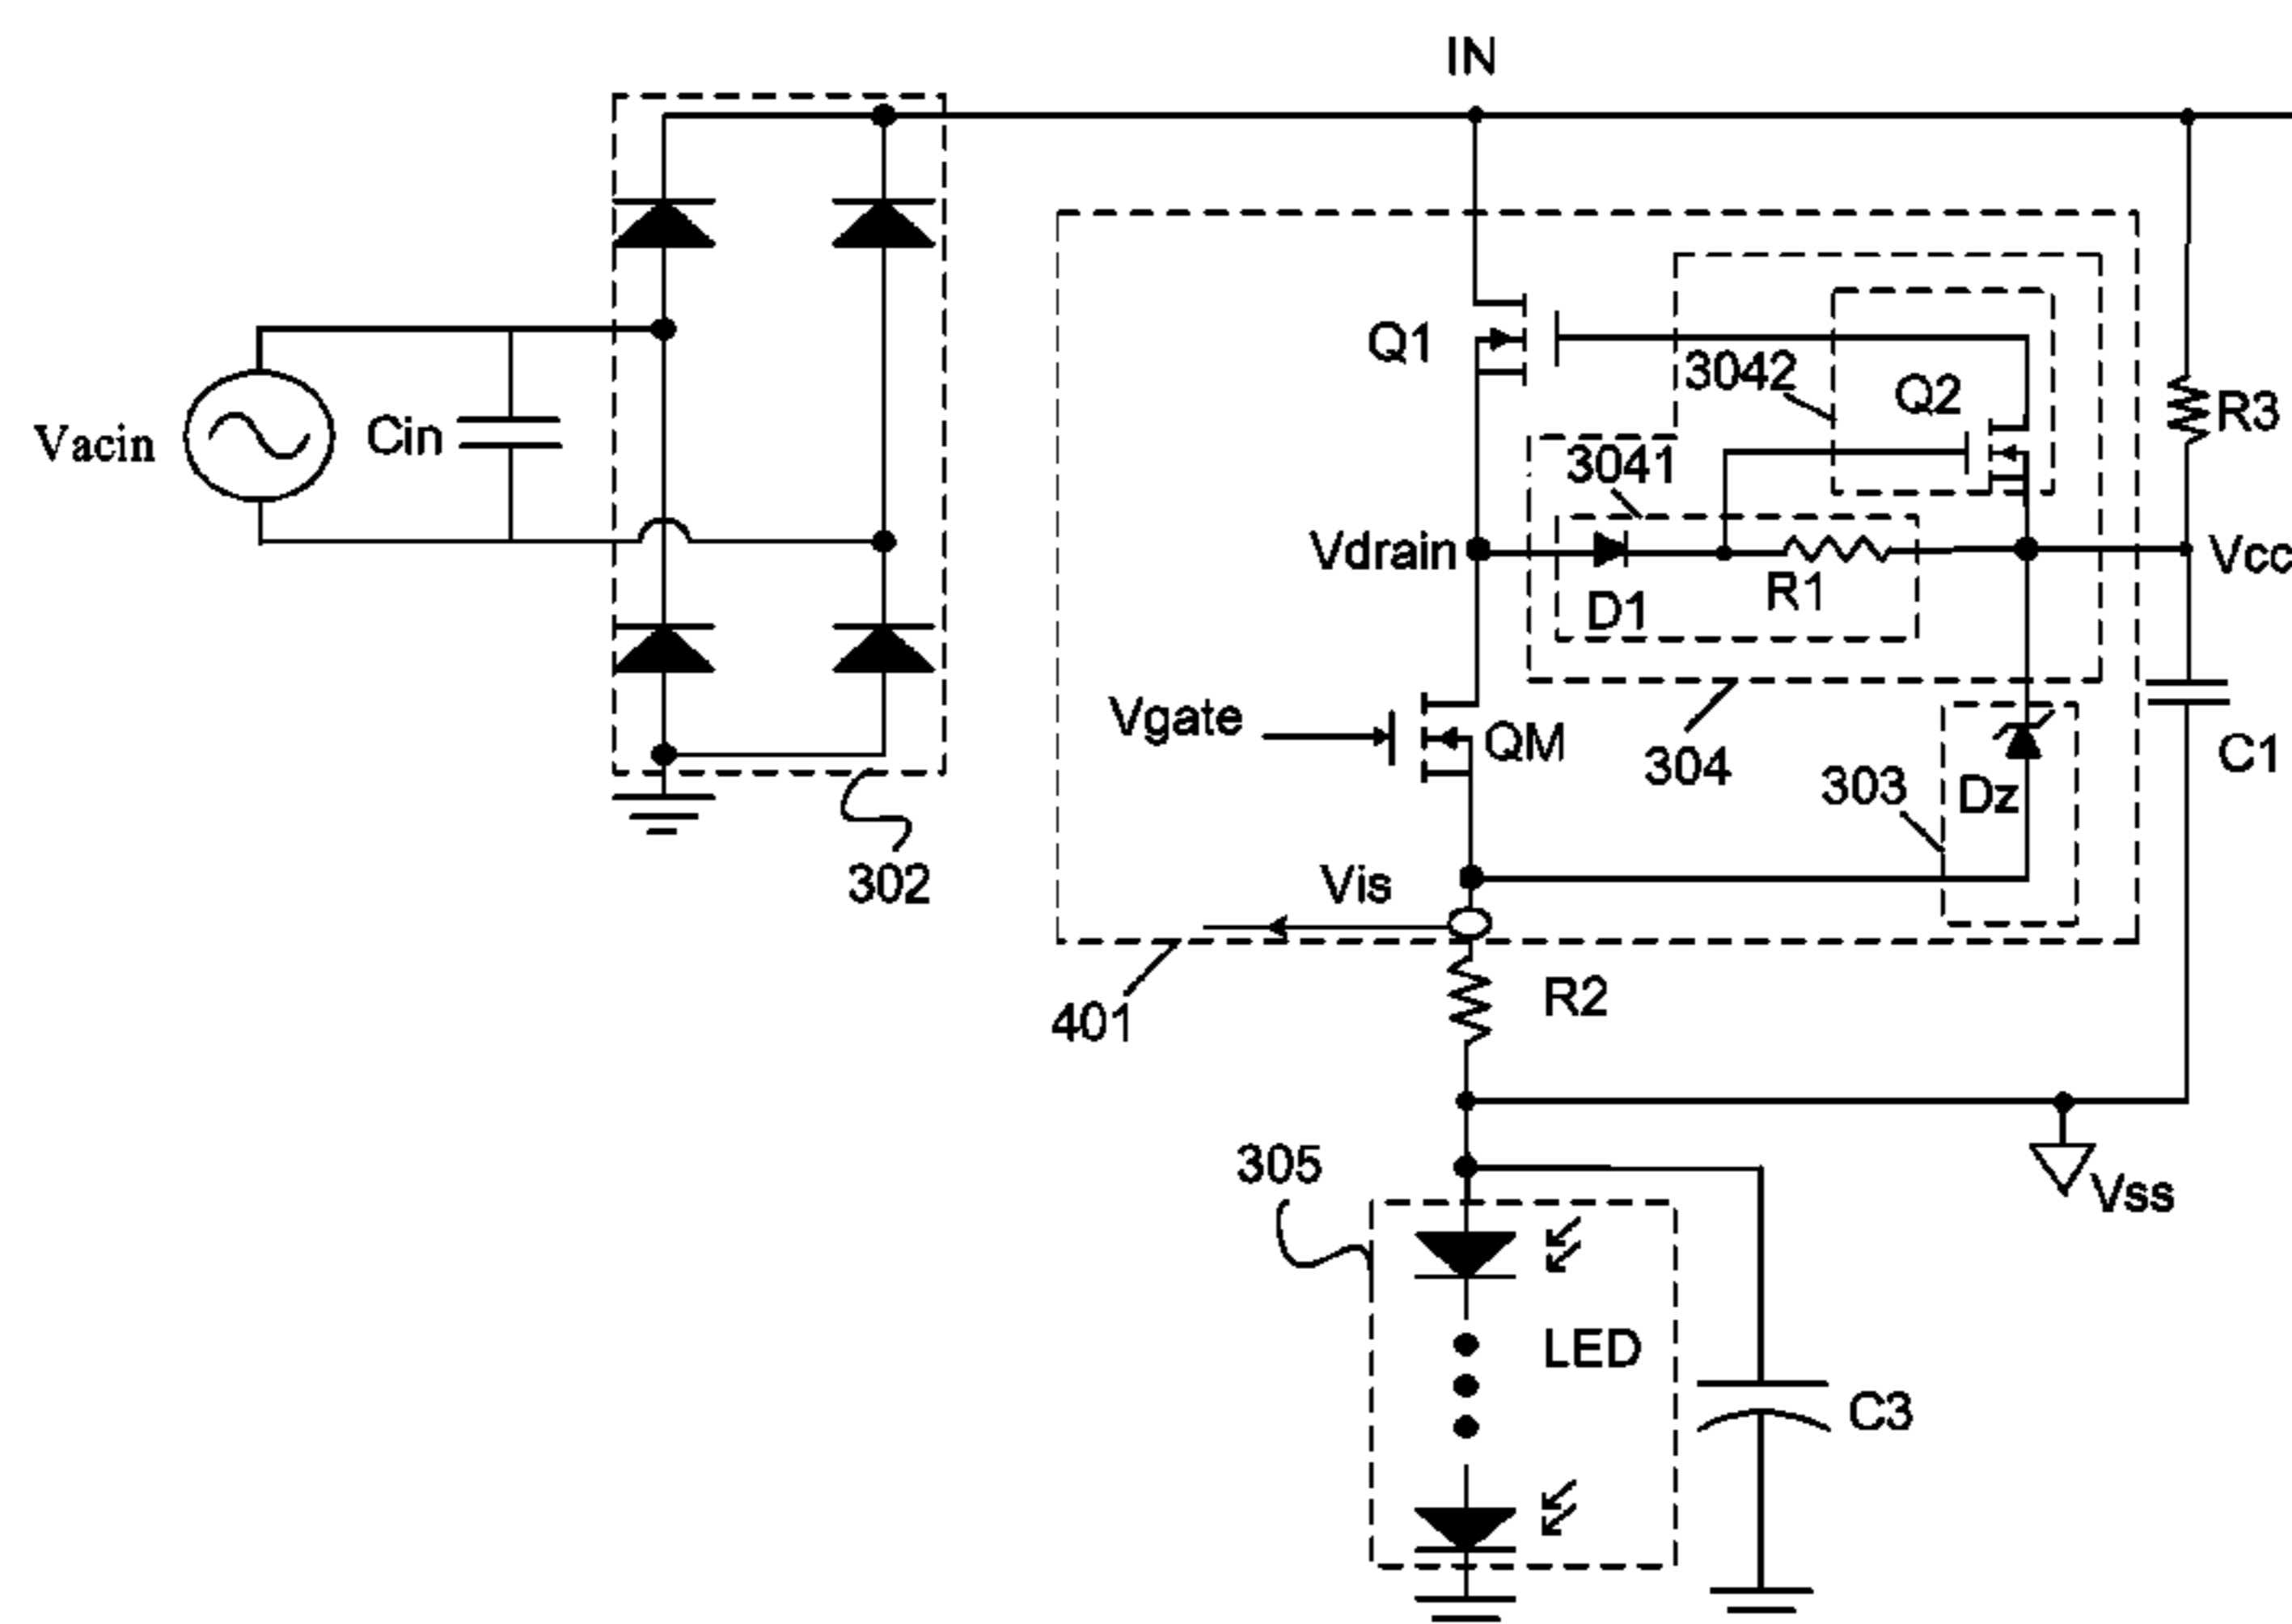 IN
Q1
3042
Q2
R3
Vacin
Cin
3041
Vdrain
Vcc
D1
R1
Vgate
QM
304
303
Dz
C1
Vis
302
401
R2
305
Vss
LED
C3